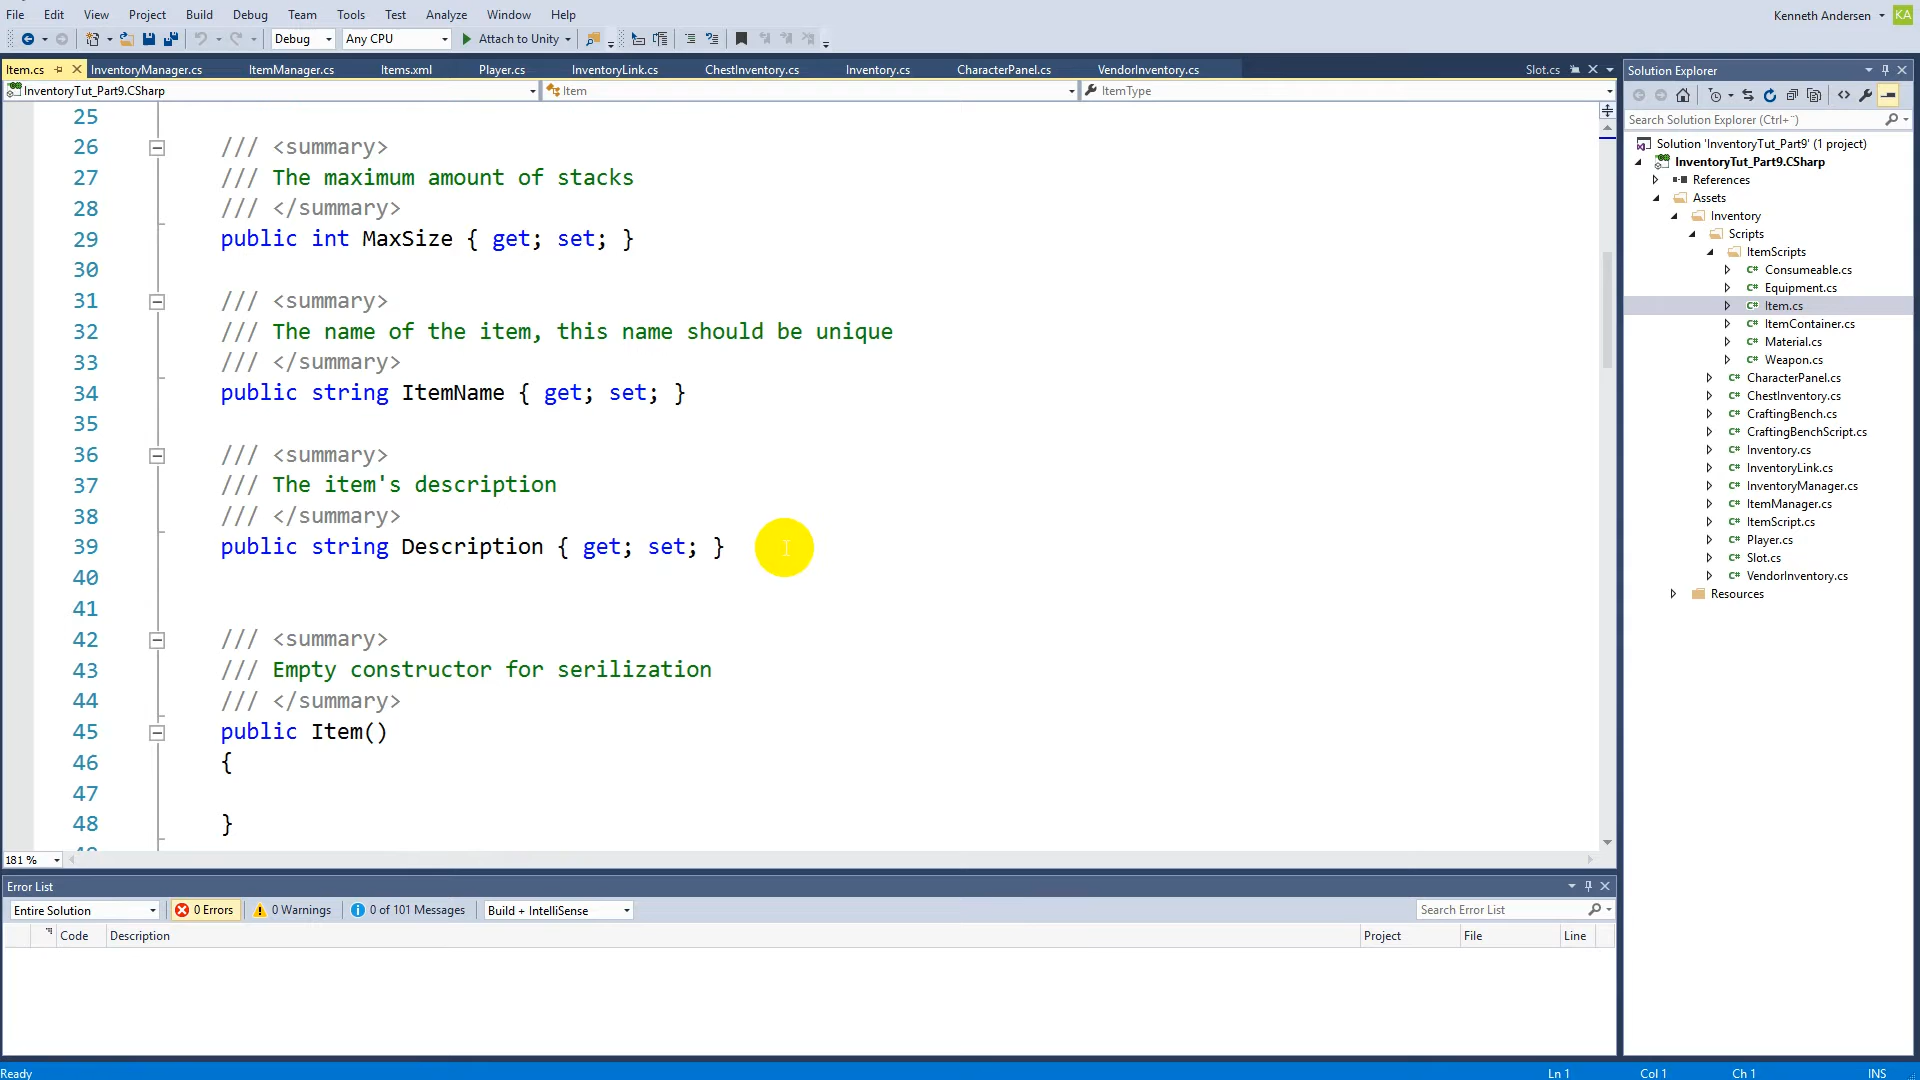 File Edit View Project Build Debug Team Tools Test Analyze Window Help
Kenneth Andersen KA
Debug Any CPU Attach to Unity
Item.cs InventoryManager.cs ItemManager.cs Items.xml Player.cs InventoryLink.cs ChestInventory.cs Inventory.cs CharacterPanel.cs VendorInventory.cs Slot.cs
InventoryTut_Part9.CSharp Item ItemType
25
26 /// <summary>
27 /// The maximum amount of stacks
28 /// </summary>
29 public int MaxSize { get; set; }
30
31 /// <summary>
32 /// The name of the item, this name should be unique
33 /// </summary>
34 public string ItemName { get; set; }
35
36 /// <summary>
37 /// The item's description
38 /// </summary>
39 public string Description { get; set; }
40
41
42 /// <summary>
43 /// Empty constructor for serilization
44 /// </summary>
45 public Item()
46 {
47
48 }
181 %
Solution Explorer
Search Solution Explorer (Ctrl+¨)
Solution 'InventoryTut_Part9' (1 project)
InventoryTut_Part9.CSharp
References
Assets
Inventory
Scripts
ItemScripts
C# Consumeable.cs
C# Equipment.cs
C# Item.cs
C# ItemContainer.cs
C# Material.cs
C# Weapon.cs
C# CharacterPanel.cs
C# ChestInventory.cs
C# CraftingBench.cs
C# CraftingBenchScript.cs
C# Inventory.cs
C# InventoryLink.cs
C# InventoryManager.cs
C# ItemManager.cs
C# ItemScript.cs
C# Player.cs
C# Slot.cs
C# VendorInventory.cs
Resources
Error List
Entire Solution 0 Errors 0 Warnings 0 of 101 Messages Build + IntelliSense Search Error List
Code Description Project File Line
Ready Ln 1 Col 1 Ch 1 INS